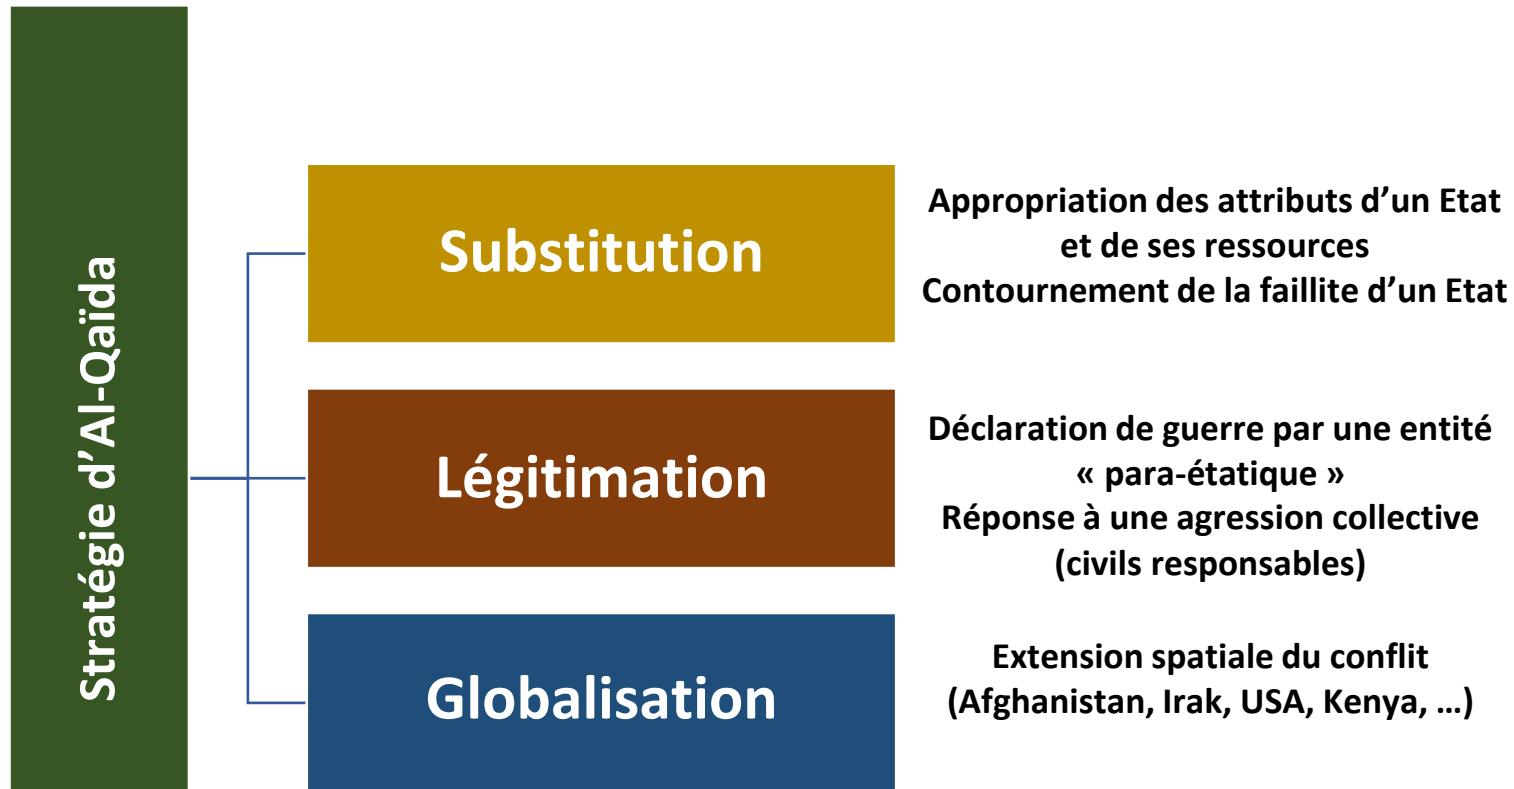 Stratégie d’Al-Qaïda
Substitution
Appropriation des attributs d’un Etat
et de ses ressources
Contournement de la faillite d’un Etat
Légitimation
Déclaration de guerre par une entité
« para-étatique »
Réponse à une agression collective
(civils responsables)
Globalisation
Extension spatiale du conflit
(Afghanistan, Irak, USA, Kenya, …)